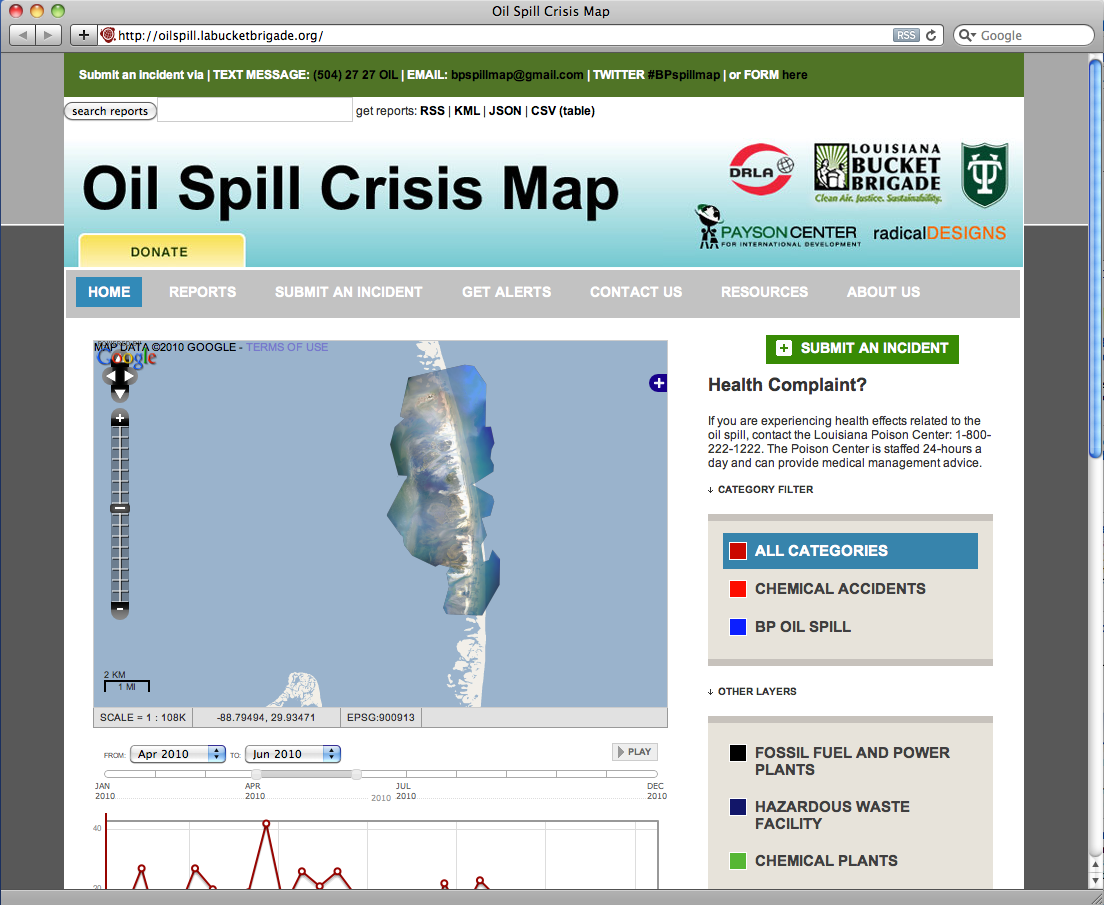 Oil Spill Crisis Map
http://oilspill.labucketbrigade.org/
RSS
Google
Submit an incident via | TEXT MESSAGE: (504) 27 27 OIL | EMAIL: bpspillmap@gmail.com | TWITTER #BPspillmap | or FORM here
search reports
get reports: RSS | KML | JSON | CSV (table)
Oil Spill Crisis Map
DRLA
LOUISIANA
BUCKET
BRIGADE
Clean Air. Justice. Sustainability.
PAYSON CENTER
FOR INTERNATIONAL DEVELOPMENT
radicalDESIGNS
DONATE
HOME
REPORTS
SUBMIT AN INCIDENT
GET ALERTS
CONTACT US
RESOURCES
ABOUT US
MAP DATA ©2010 GOOGLE - TERMS OF USE
Google
2 KM
1 MI
SCALE = 1 : 108K
-88.79494, 29.93471
EPSG:900913
FROM:
Apr 2010
TO:
Jun 2010
PLAY
JAN
2010
APR
2010
2010
JUL
2010
DEC
2010
40
20
SUBMIT AN INCIDENT
Health Complaint?
If you are experiencing health effects related to the
oil spill, contact the Louisiana Poison Center: 1-800-
222-1222. The Poison Center is staffed 24-hours a
day and can provide medical management advice.
↓ CATEGORY FILTER
ALL CATEGORIES
CHEMICAL ACCIDENTS
BP OIL SPILL
↓ OTHER LAYERS
FOSSIL FUEL AND POWER
PLANTS
HAZARDOUS WASTE
FACILITY
CHEMICAL PLANTS